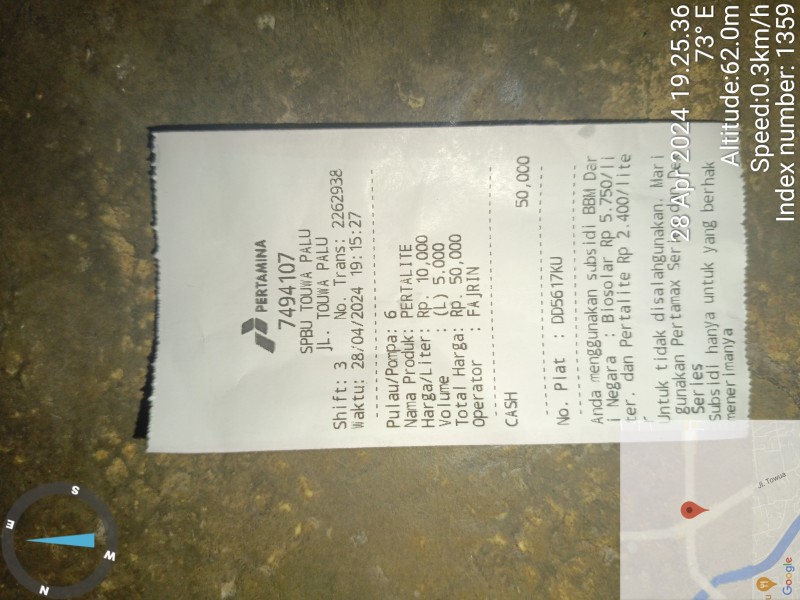 PERTAMINA
7494107
SPBU TOUWA PALU
JL. TOUWA PALU
Shift: 3 No. Trans: 2262938
Waktu: 28/04/2024 19:15:27
Pulau/Pompa: 6
Nama Produk: PERTALITE
Harga/Liter: Rp. 10,000
Volume : (L) 5.000
Total Harga: Rp. 50,000
Operator : FAJRIN
CASH 50,000
No. Plat : DD5617KU
Anda menggunakan subsidi BBM Dar
i Negara : Biosolar Rp 5.750/li
ter. dan Pertalite Rp 2.400/lite
r
Untuk tidak disalahgunakan. Mari
gunakan Pertamax Seri dan De
Series
Subsidi hanya untuk yang berhak
menerimanya
28 Apr 2024 19.25.36
73° E
Altitude:62.0m
Speed:0.3km/h
Index number: 1359
S
E
W
N
Jl. Towua
Google